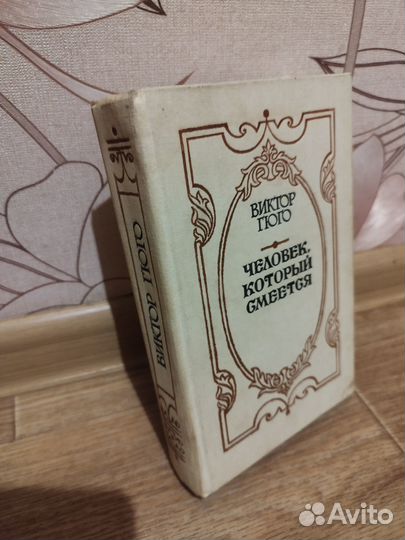 ВИКТОР ГЮГО
ВИКТОР
ГЮГО
ЧЕЛОВЕК,
КОТОРЫЙ
СМЕЕТСЯ
Avito